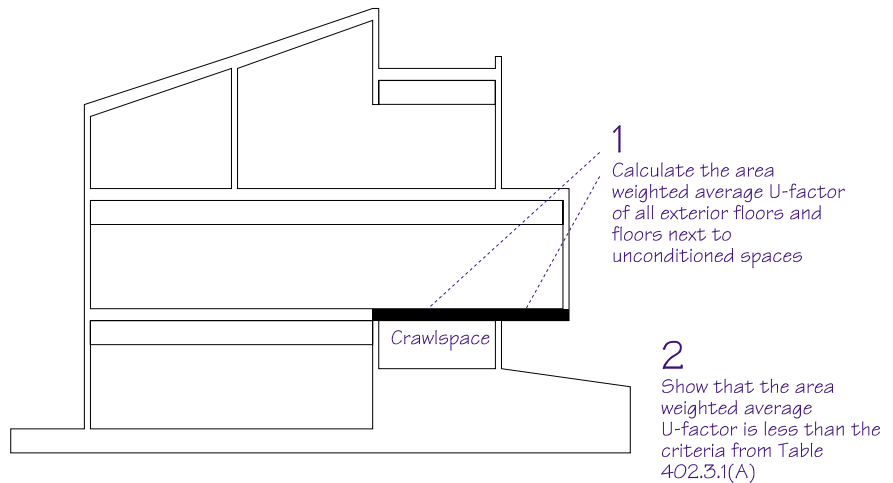 1
Calculate the area
weighted average U-factor
of all exterior floors and
floors next to
unconditioned spaces
Crawlspace
2
Show that the area
weighted average
U-factor is less than the
criteria from Table
402.3.1(A)